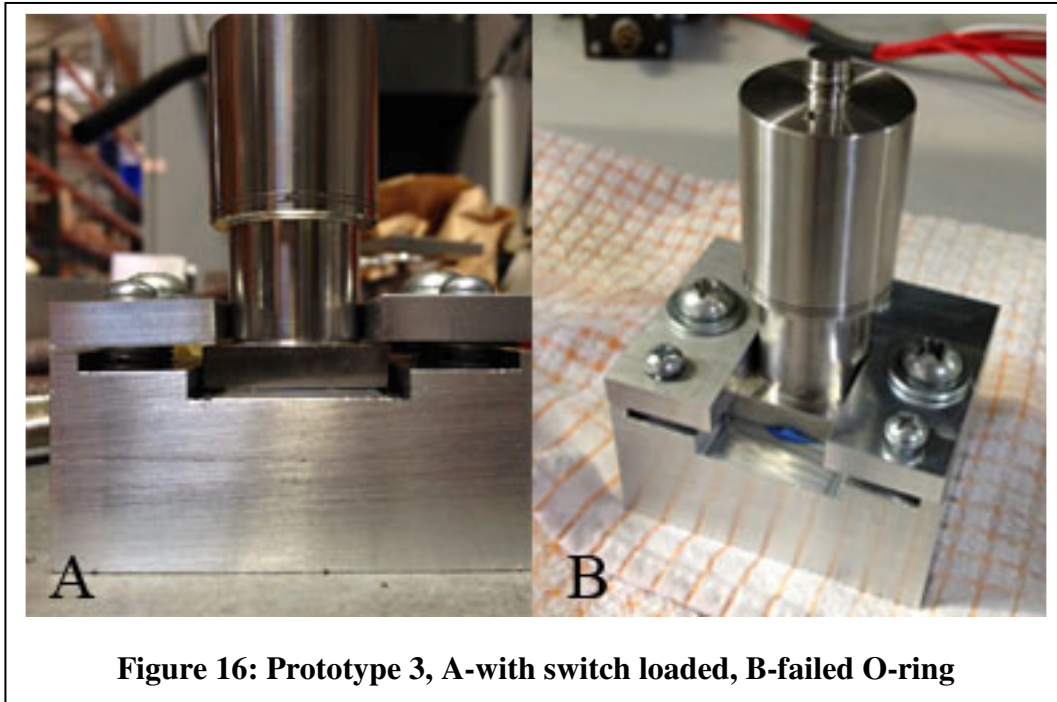 A
B
Figure 16: Prototype 3, A-with switch loaded, B-failed O-ring